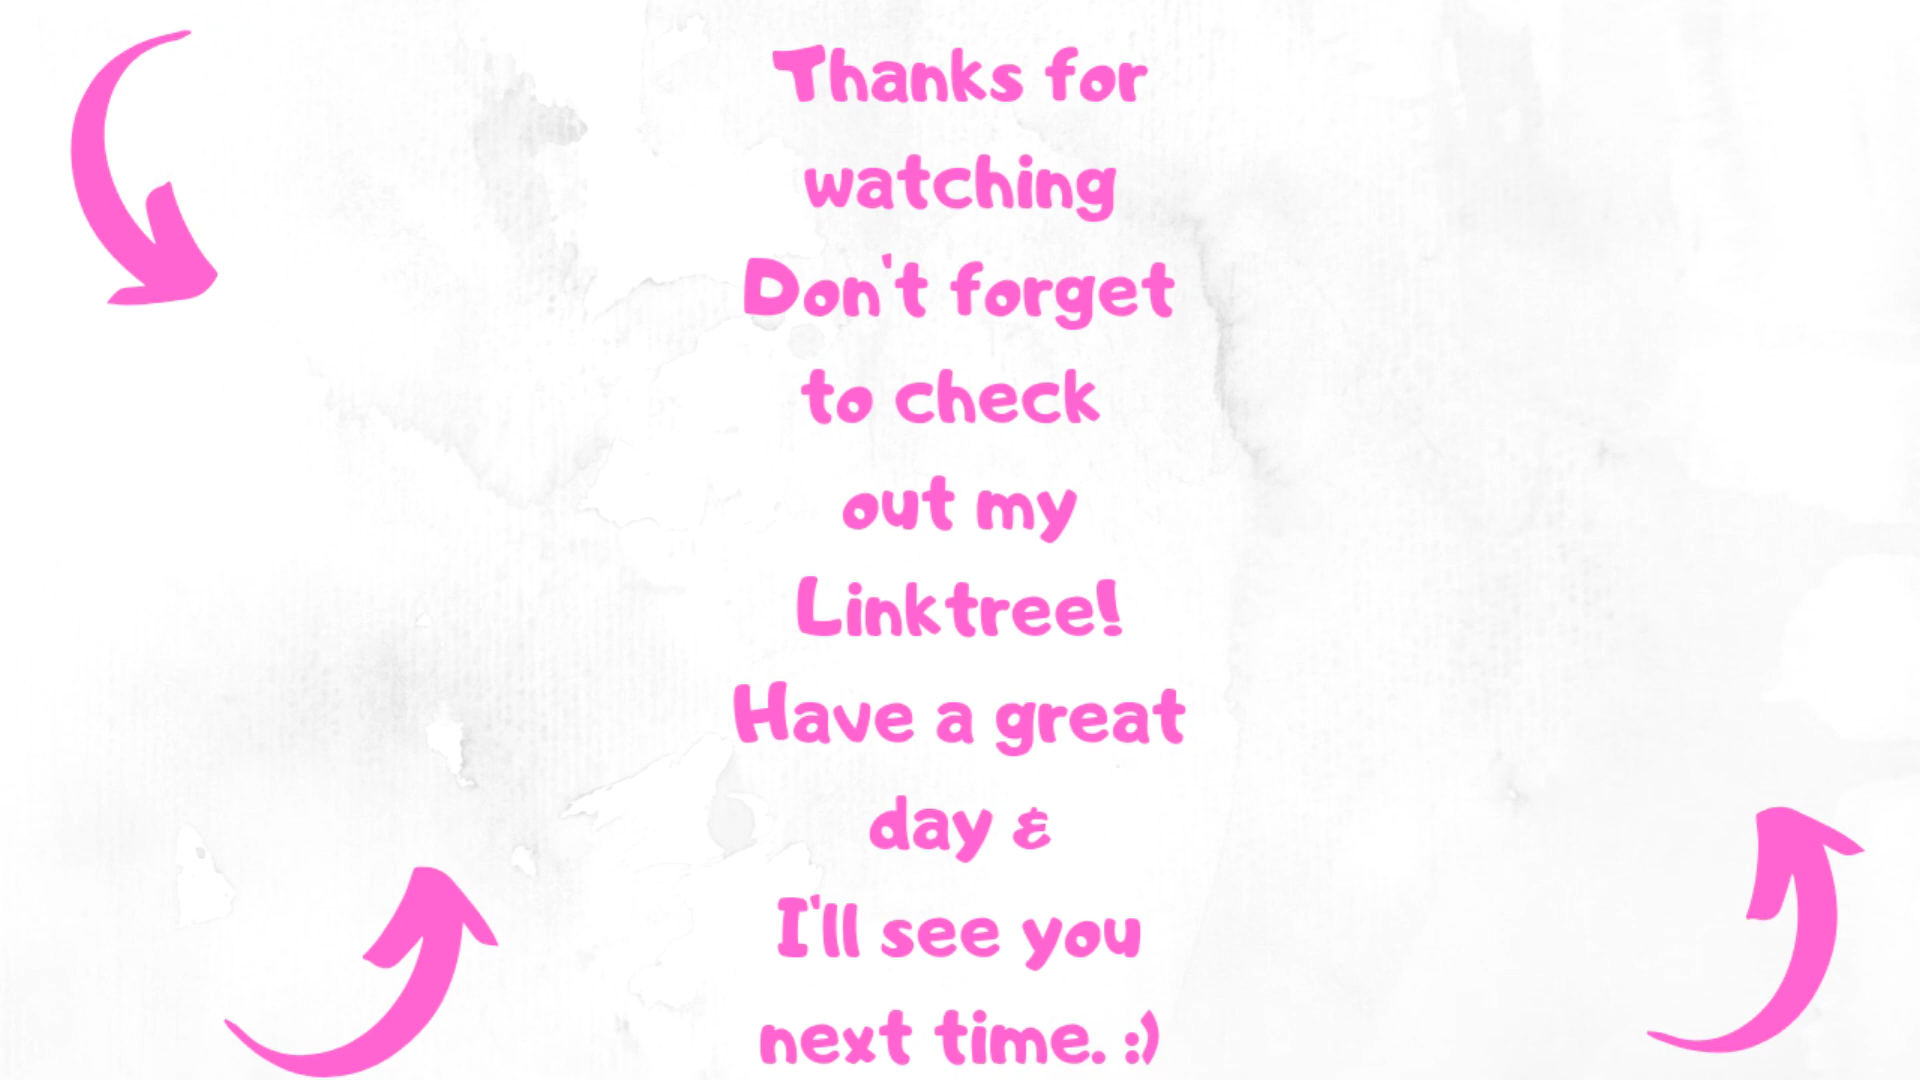 Thanks for
watching
Don't forget
to check
out my
Linktree!
Have a great
day &
I'll see you
next time. :)